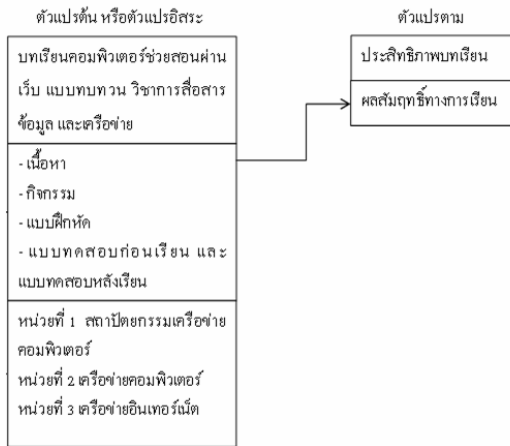 ตัวแปรต้น หรือตัวแปรอิสระ
บทเรียนคอมพิวเตอร์ช่วยสอนผ่าน
เว็บ แบบทบทวน วิชาการสื่อสาร
ข้อมูล และเครือข่าย
- เนื้อหา
- กิจกรรม
- แบบฝึกหัด
- แบบทดสอบก่อนเรียน และ
แบบทดสอบหลังเรียน
หน่วยที่ 1 สถาปัตยกรรมเครือข่าย
คอมพิวเตอร์
หน่วยที่ 2 เครือข่ายคอมพิวเตอร์
หน่วยที่ 3 เครือข่ายอินเทอร์เน็ต
ตัวแปรตาม
ประสิทธิภาพบทเรียน
ผลสัมฤทธิ์ทางการเรียน